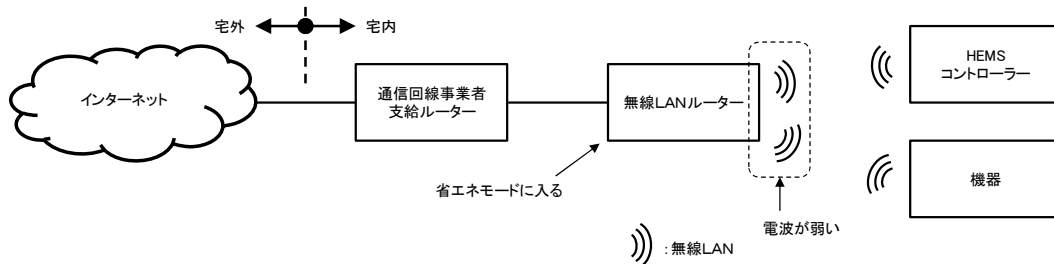 宅外
宅内
インターネット
通信回線事業者
支給ルーター
無線LANルーター
HEMS
コントローラー
機器
省エネモードに入る
電波が弱い
：無線LAN